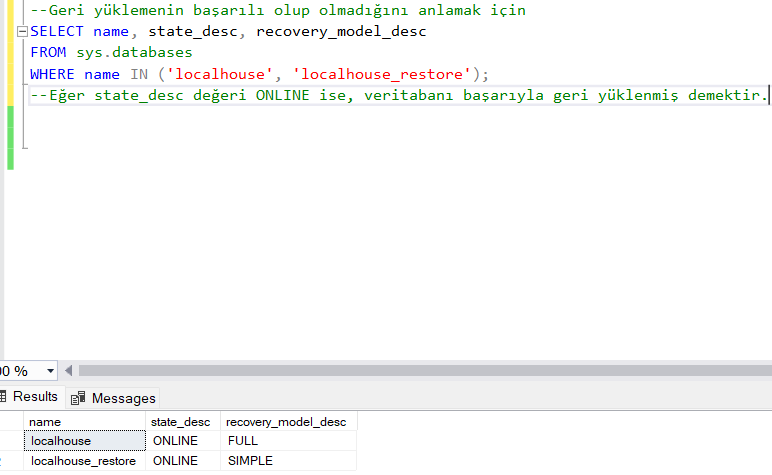 --Geri yüklemenin başarılı olup olmadığını anlamak için
SELECT name, state_desc, recovery_model_desc
FROM sys.databases
WHERE name IN ('localhouse', 'localhouse_restore');
--Eğer state_desc değeri ONLINE ise, veritabanı başarıyla geri yüklenmiş demektir.
00 %
Results Messages
name state_desc recovery_model_desc
localhouse ONLINE FULL
2 localhouse_restore ONLINE SIMPLE